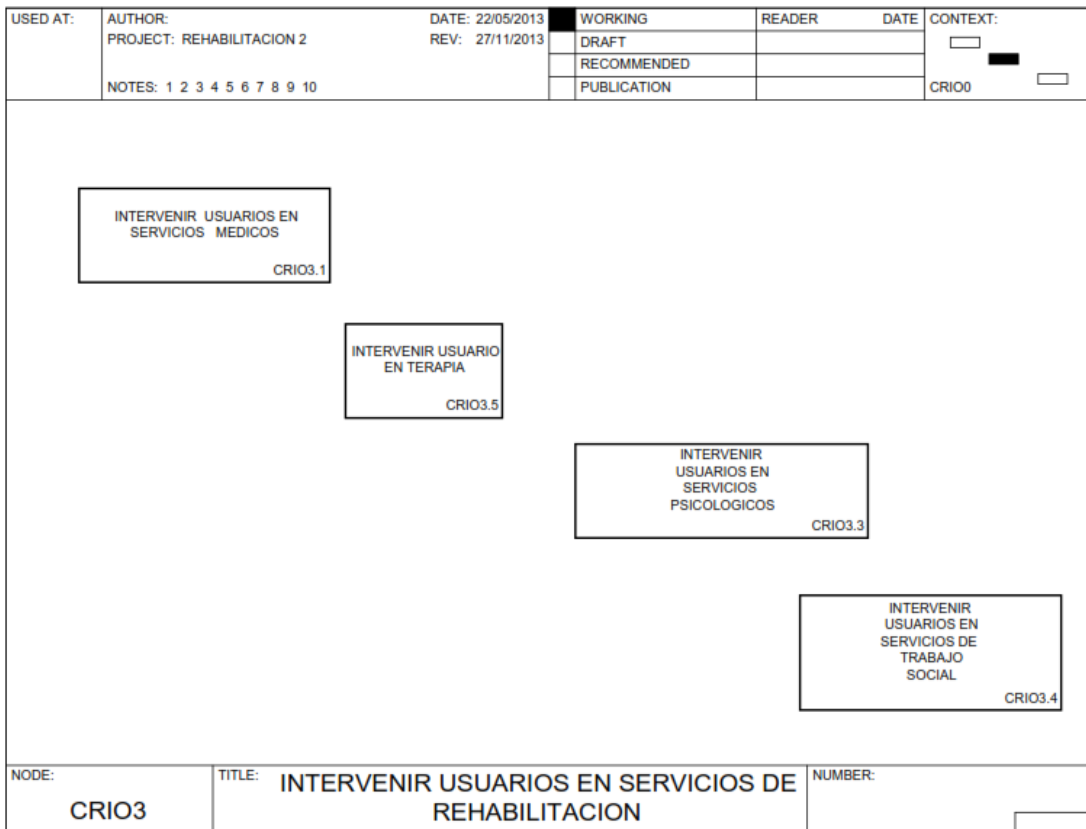 USED AT:
AUTHOR:
DATE: 22/05/2013
PROJECT: REHABILITACION 2
REV: 27/11/2013
NOTES: 1 2 3 4 5 6 7 8 9 10
WORKING
DRAFT
RECOMMENDED
PUBLICATION
READER
DATE
CONTEXT:
CRIO0
INTERVENIR USUARIOS EN
SERVICIOS MEDICOS
CRIO3.1
INTERVENIR USUARIO
EN TERAPIA
CRIO3.5
INTERVENIR
USUARIOS EN
SERVICIOS
PSICOLOGICOS
CRIO3.3
INTERVENIR
USUARIOS EN
SERVICIOS DE
TRABAJO
SOCIAL
CRIO3.4
NODE:
CRIO3
TITLE:
INTERVENIR USUARIOS EN SERVICIOS DE
REHABILITACION
NUMBER: